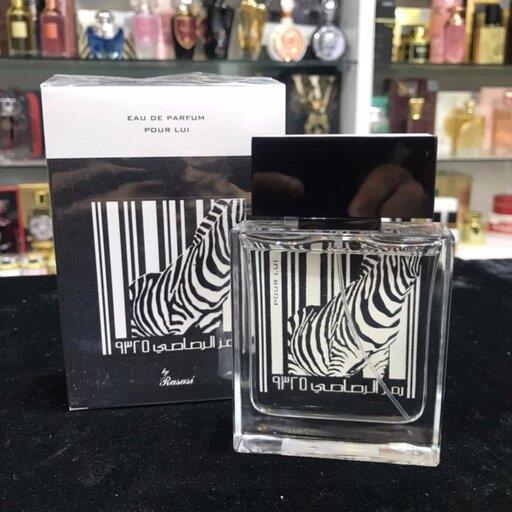 EAU DE PARFUM
POUR LUI
رمز الرصاصي ٩٣٢٥
by
Rasasi
POUR LUI
رمز الرصاصي ٩٣٢٥